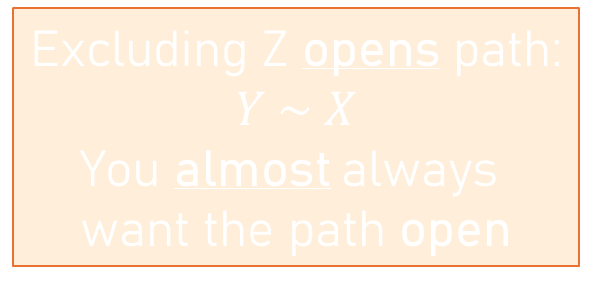 Excluding Z opens path:
Y ~ X
You almost always
want the path open